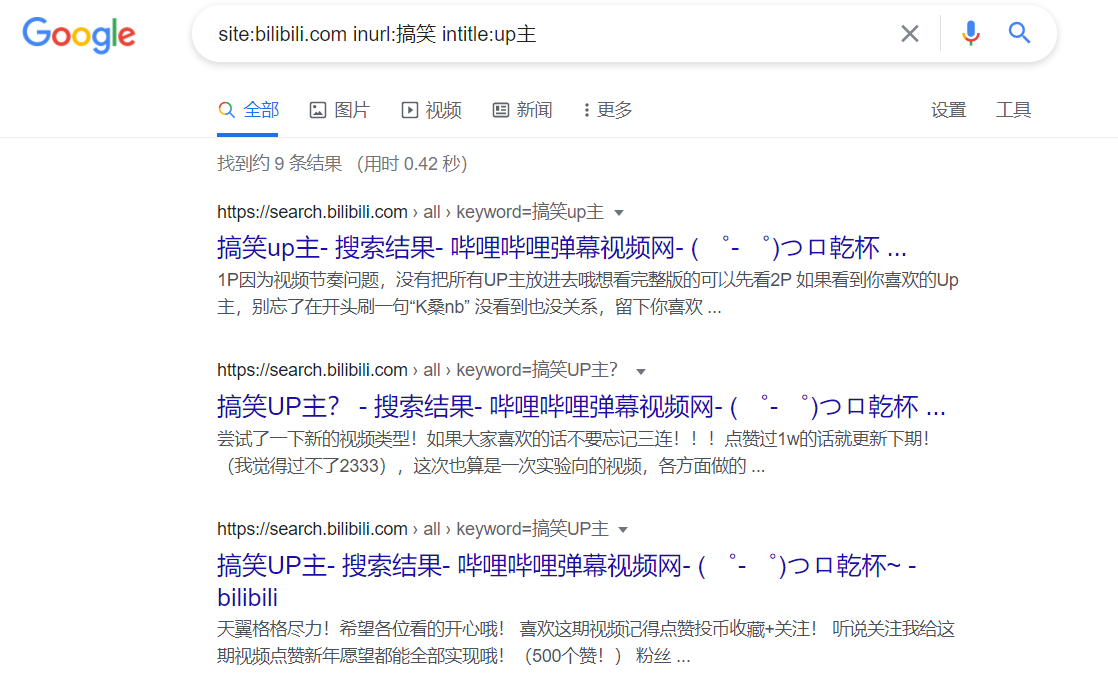 Google
site:bilibili.com inurl:搞笑 intitle:up主
全部 图片 视频 新闻 更多 设置 工具
找到约 9 条结果 （用时 0.42 秒）
https://search.bilibili.com › all › keyword=搞笑up主
搞笑up主- 搜索结果- 哔哩哔哩弹幕视频网- ( ゜- ゜)つロ乾杯 ...
1P因为视频节奏问题，没有把所有UP主放进去哦想看完整版的可以先看2P 如果看到你喜欢的Up
主，别忘了在开头刷一句“K桑nb” 没看到也没关系，留下你喜欢 ...
https://search.bilibili.com › all › keyword=搞笑UP主？
搞笑UP主？ - 搜索结果- 哔哩哔哩弹幕视频网- ( ゜- ゜)つロ乾杯 ...
尝试了一下新的视频类型！如果大家喜欢的话不要忘记三连！！！点赞过1w的话就更新下期！
（我觉得过不了2333），这次也算是一次实验向的视频，各方面做的 ...
https://search.bilibili.com › all › keyword=搞笑UP主
搞笑UP主- 搜索结果- 哔哩哔哩弹幕视频网- ( ゜- ゜)つロ乾杯~ -
bilibili
天翼格格尽力！希望各位看的开心哦！ 喜欢这期视频记得点赞投币收藏+关注！ 听说关注我给这
期视频点赞新年愿望都能全部实现哦！（500个赞！） 粉丝 ...